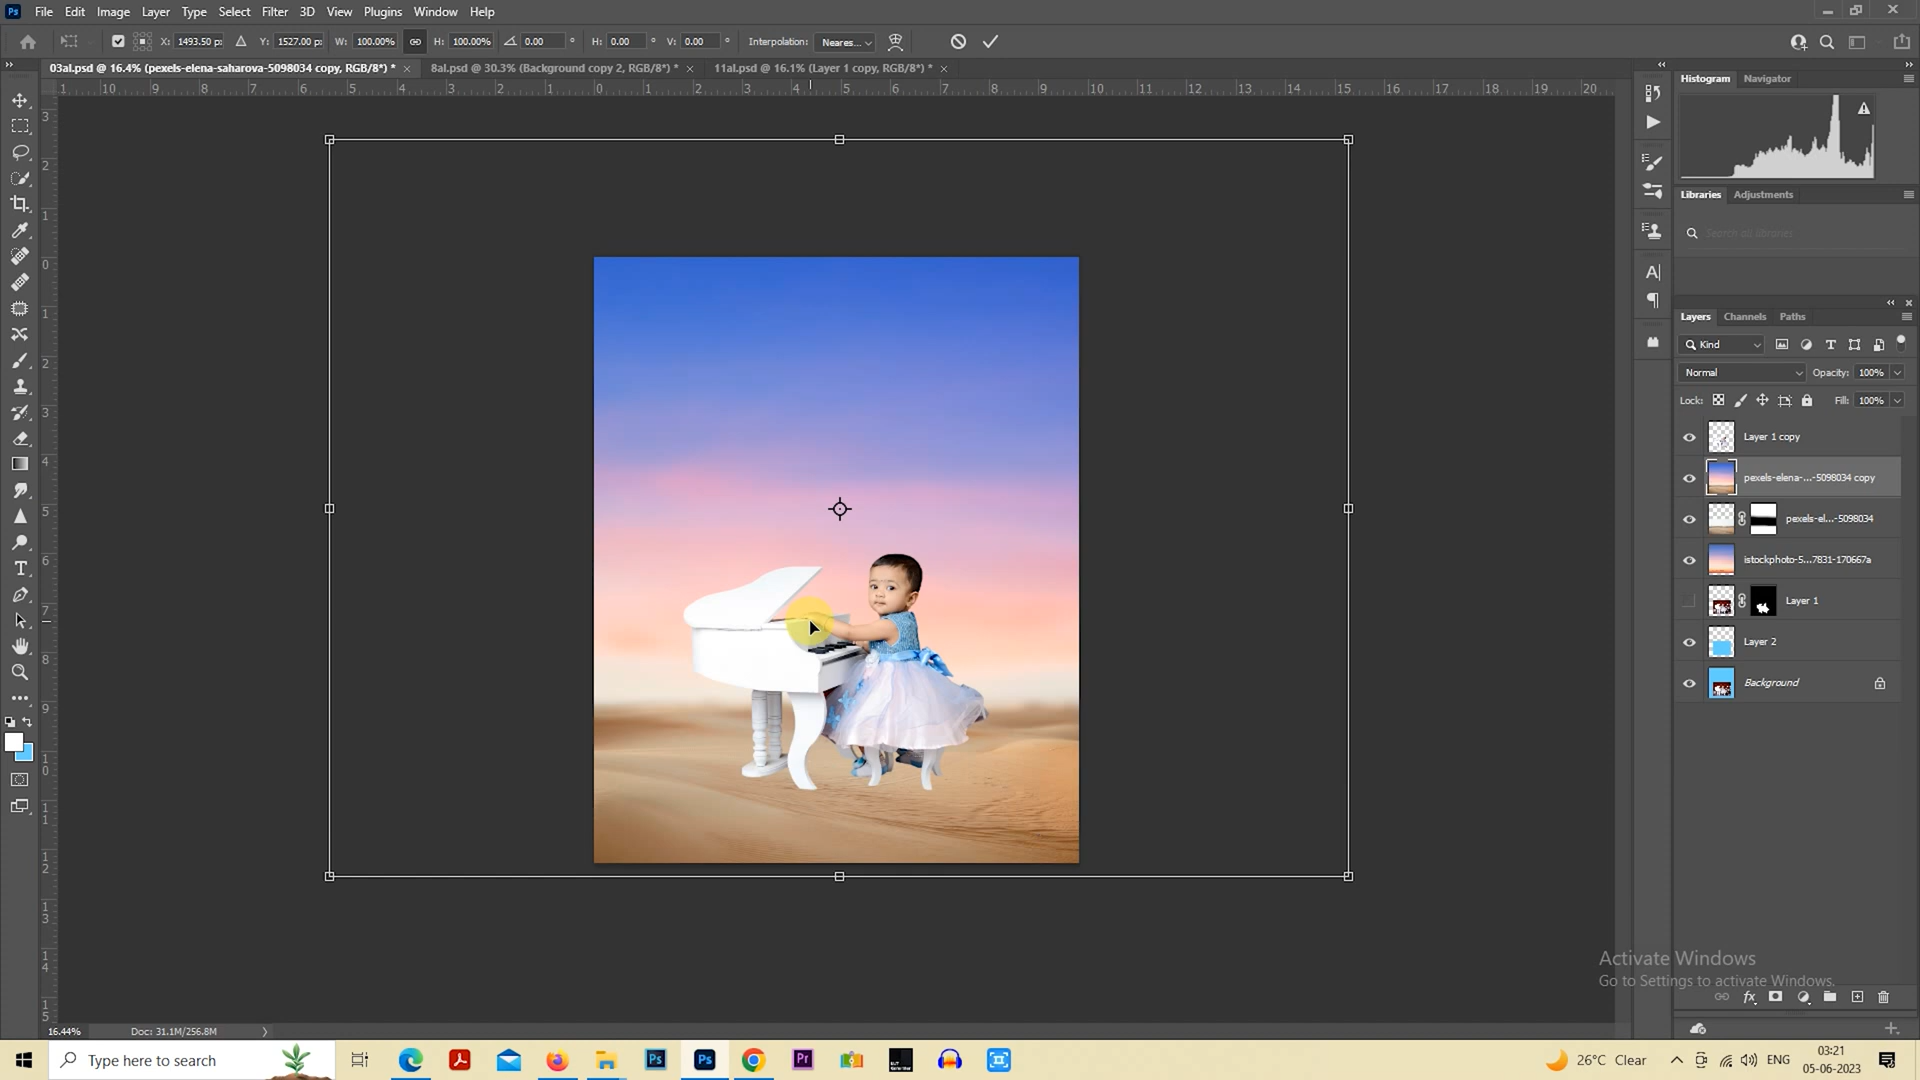 File Edit Image Layer Type Select Filter 3D View Plugins Window Help
X: 1493.50 px Y: 1527.00 px W: 100.00% H: 100.00% 0.00 ° H: 0.00 ° V: 0.00 ° Interpolation: Neares...
03al.psd @ 16.4% (pexels-elena-saharova-5098034 copy, RGB/8*) * 8al.psd @ 30.3% (Background copy 2, RGB/8*) * 11al.psd @ 16.1% (Layer 1 copy, RGB/8*) *
Histogram Navigator
Libraries Adjustments
Search all libraries
Layers Channels Paths
Kind
Normal Opacity: 100%
Lock: Fill: 100%
Layer 1 copy
pexels-elena-...-5098034 copy
pexels-el...-5098034
istockphoto-5...7831-170667a
Layer 1
Layer 2
Background
Activate Windows
Go to Settings to activate Windows.
16.44% Doc: 31.1M/256.8M
Type here to search
26°C Clear ENG 03:21
05-06-2023